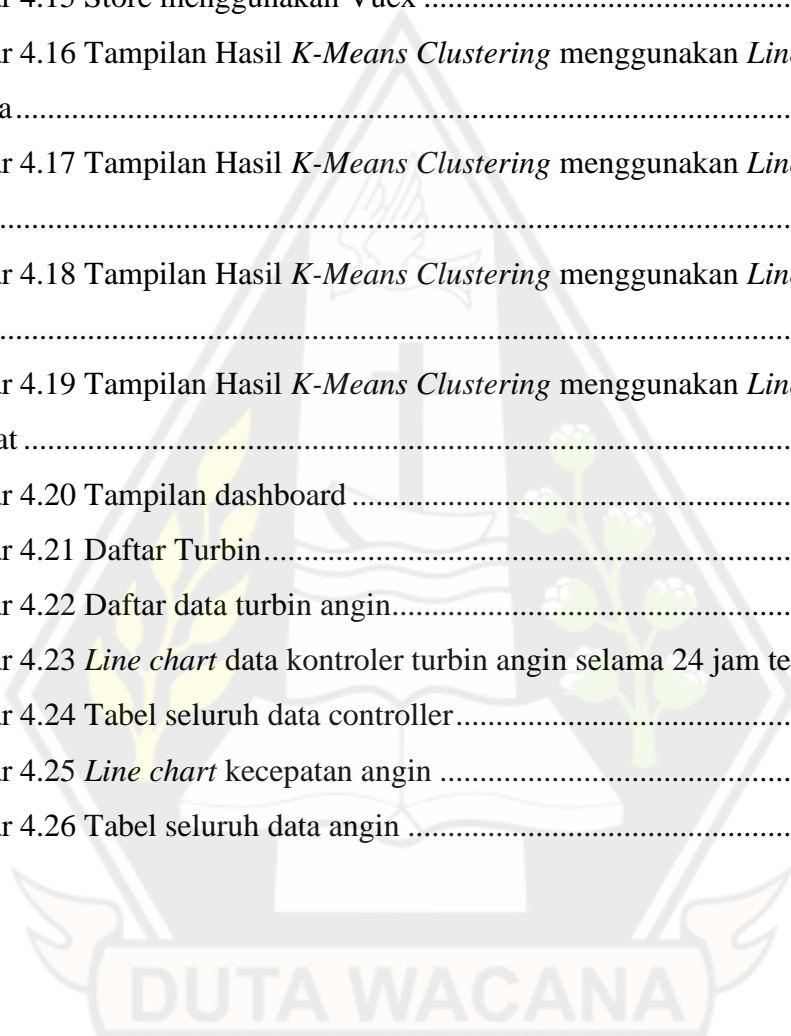 r 4.15 Store menggunakan Vuex ........................................................
r 4.16 Tampilan Hasil K-Means Clustering menggunakan Line
a ........................................................
r 4.17 Tampilan Hasil K-Means Clustering menggunakan Line
........................................................
r 4.18 Tampilan Hasil K-Means Clustering menggunakan Line
........................................................
r 4.19 Tampilan Hasil K-Means Clustering menggunakan Line
at ........................................................
r 4.20 Tampilan dashboard ........................................................
r 4.21 Daftar Turbin ........................................................
r 4.22 Daftar data turbin angin ........................................................
r 4.23 Line chart data kontroler turbin angin selama 24 jam te
r 4.24 Tabel seluruh data controller ........................................................
r 4.25 Line chart kecepatan angin ........................................................
r 4.26 Tabel seluruh data angin ........................................................
DUTA WACANA